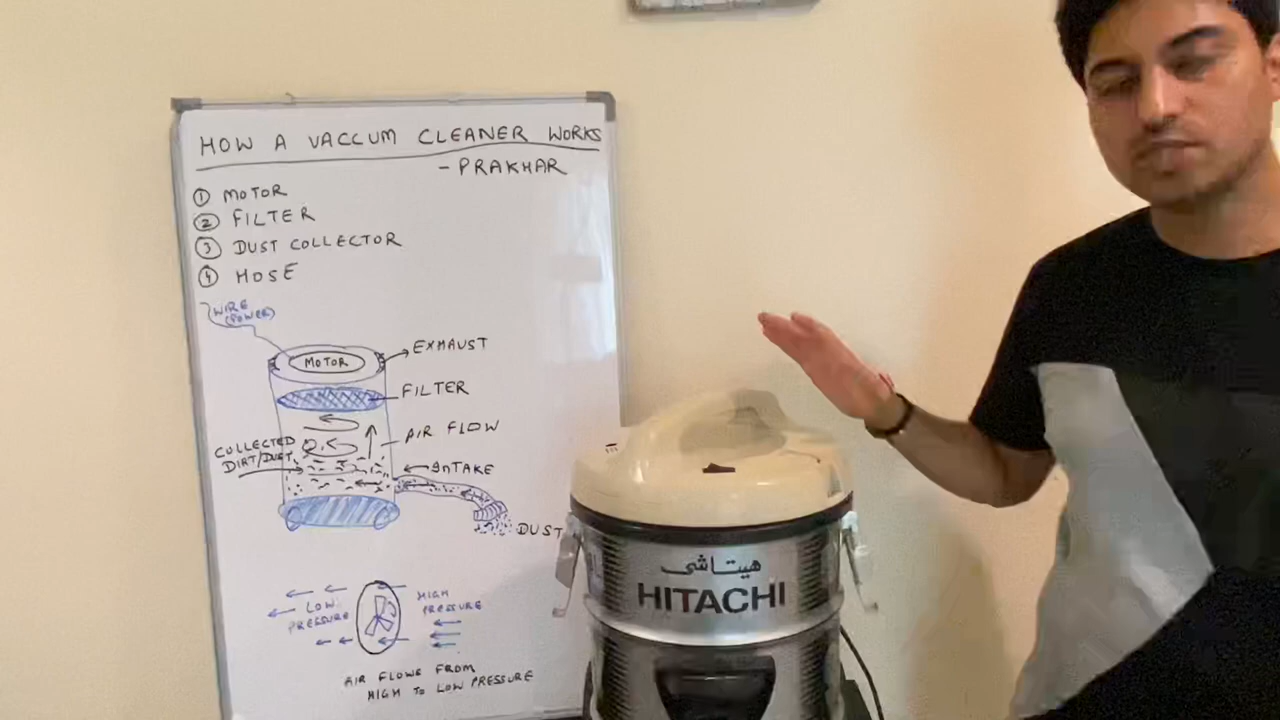 HOW A VACCUM CLEANER WORKS
- PRAKHAR
① MOTOR
② FILTER
③ DUST COLLECTOR
④ HOSE
WIRE
(POWER)
MOTOR
EXHAUST
FILTER
AIR FLOW
COLLECTED
DIRT/DUST
INTAKE
DUST
LOW
PRESSURE
HIGH
PRESSURE
AIR FLOWS FROM
HIGH TO LOW PRESSURE
هيتاشي
HITACHI